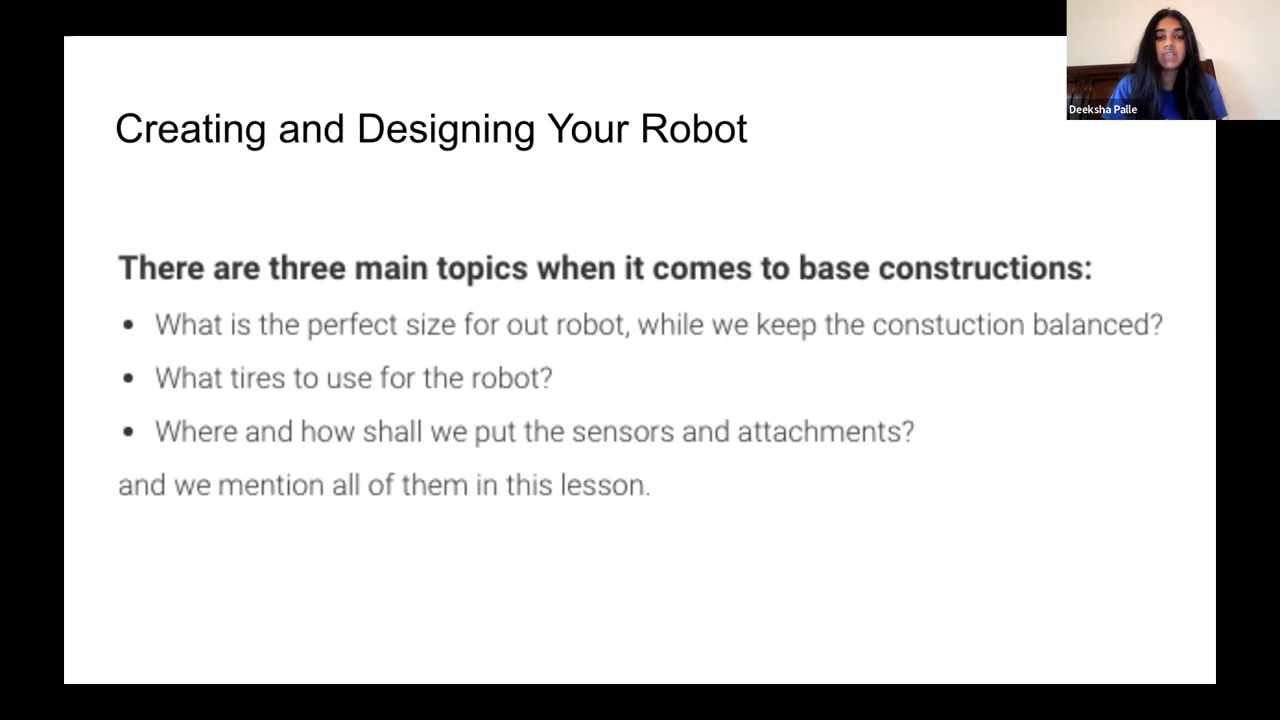 Creating and Designing Your Robot
There are three main topics when it comes to base constructions:
• What is the perfect size for out robot, while we keep the constuction balanced?
• What tires to use for the robot?
• Where and how shall we put the sensors and attachments?
and we mention all of them in this lesson.
Deeksha Palle